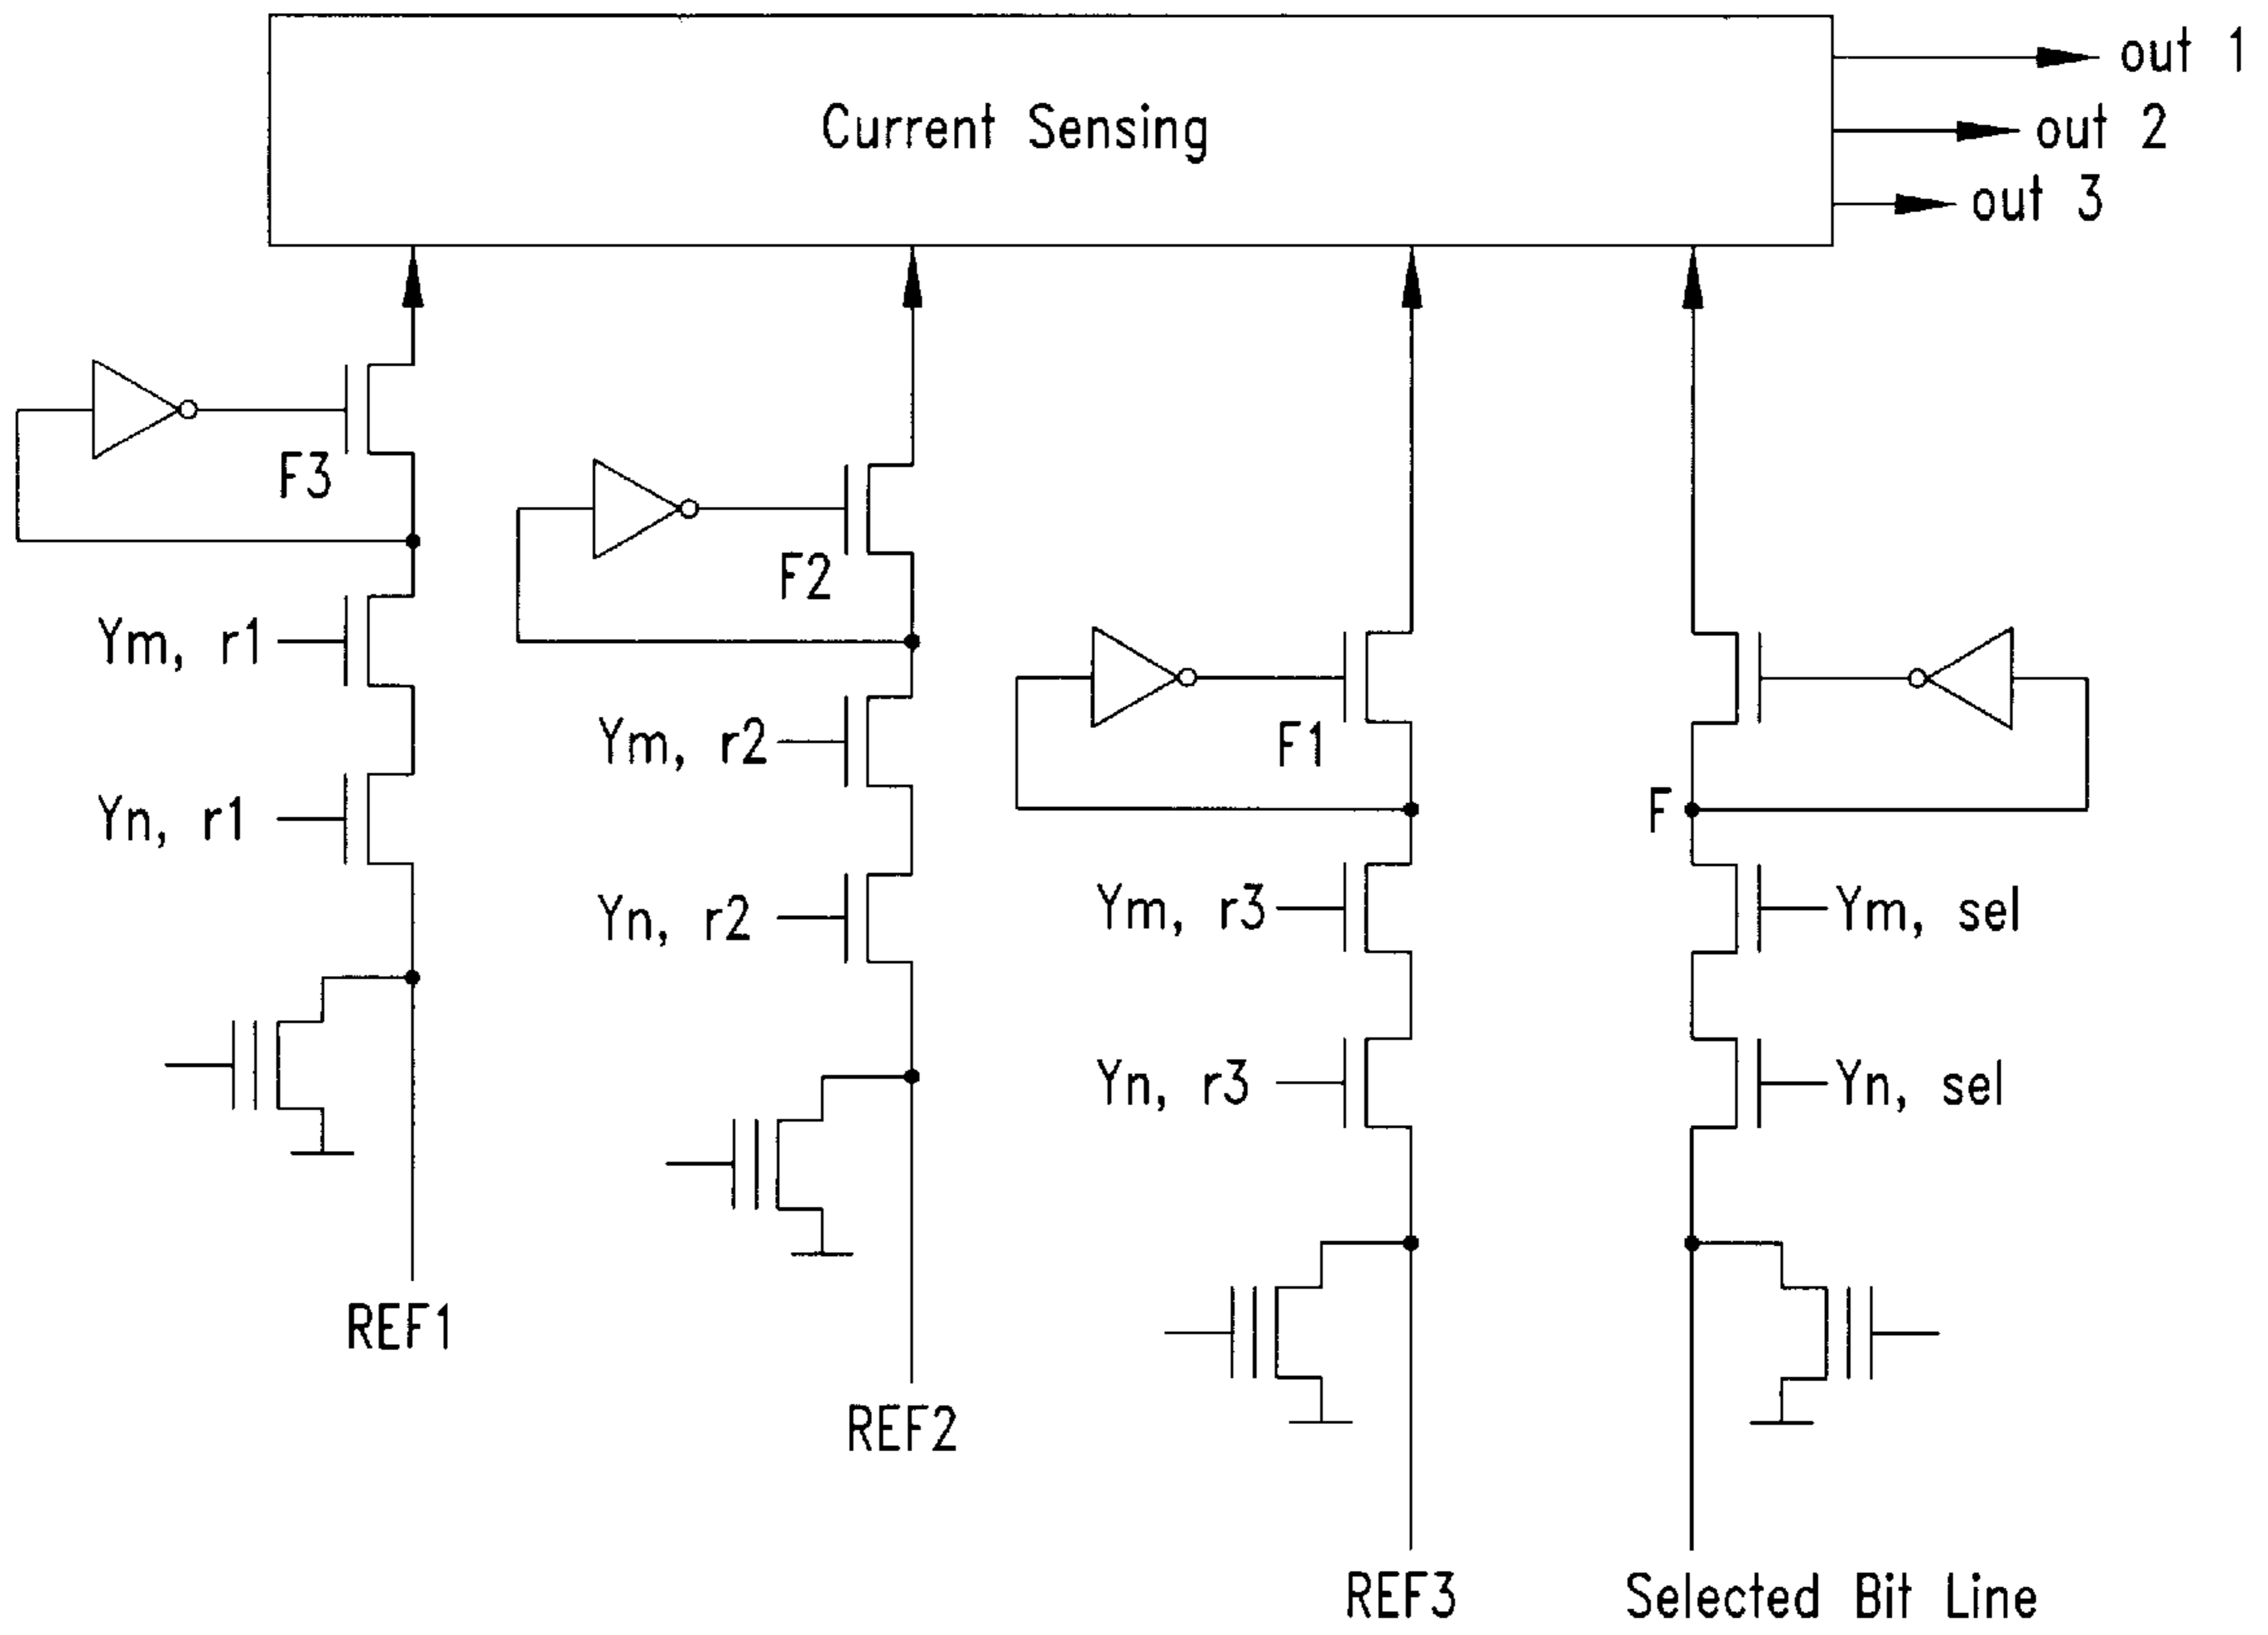 out 1
Current Sensing
out 2
out 3
F3
F2
Ym, r1
Ym, r2
F1
Yn, r1
F
Yn, r2
Ym, r3
Ym, sel
Yn, r3
Yn, sel
REF1
REF2
REF3
Selected Bit Line